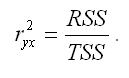 r²yx = RSS / TSS .